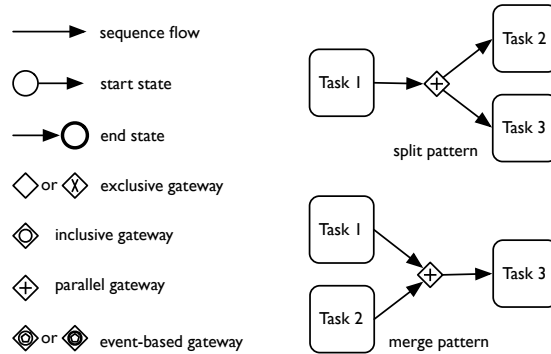 sequence flow
start state
end state
or exclusive gateway
inclusive gateway
parallel gateway
or event-based gateway
Task 1
Task 2
Task 3
split pattern
Task 1
Task 2
Task 3
merge pattern